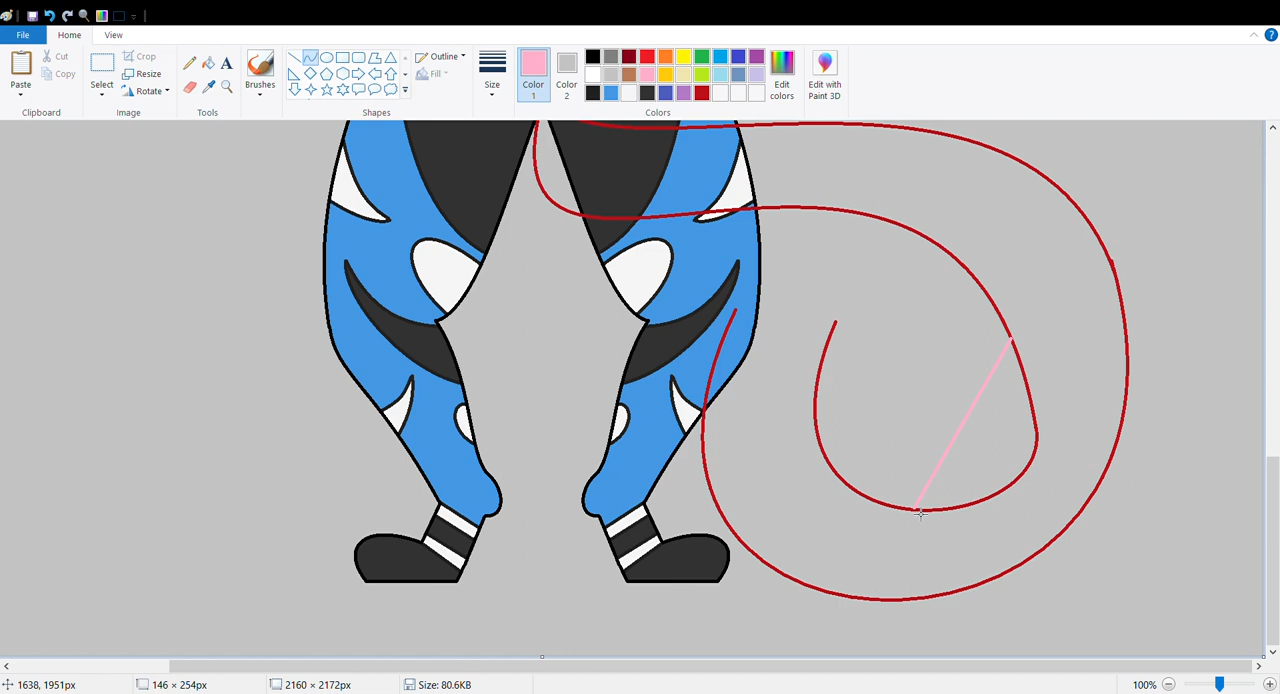 File
Home
View
Paste
Cut
Copy
Clipboard
Select
Crop
Resize
Rotate
Image
A
Tools
Brushes
Outline
Fill
Shapes
Size
Color
1
Color
2
Edit
colors
Edit with
Paint 3D
Colors
?
1638, 1951px
146 × 254px
2160 × 2172px
Size: 80.6KB
100%